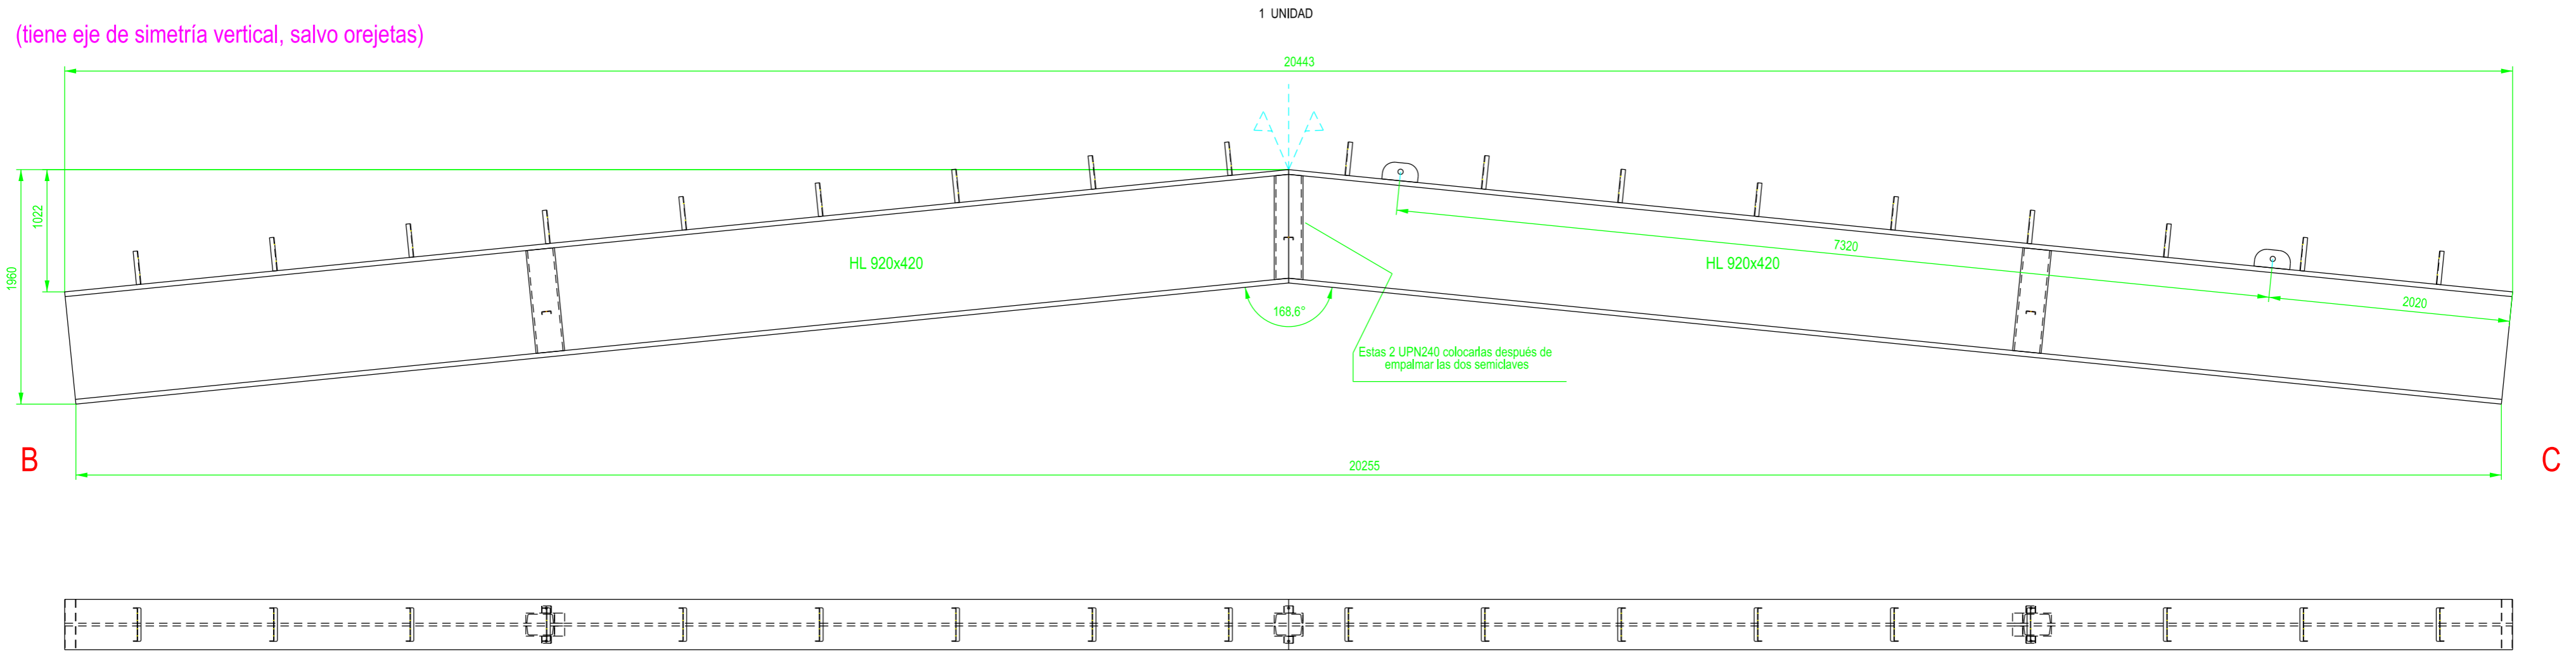 1 UNIDAD
(tiene eje de simetría vertical, salvo orejetas)
20443
1022
1960
HL 920x420
HL 920x420
7320
2020
168,6°
Estas 2 UPN240 colocarlas después de
empalmar las dos semiclaves
B
C
20255